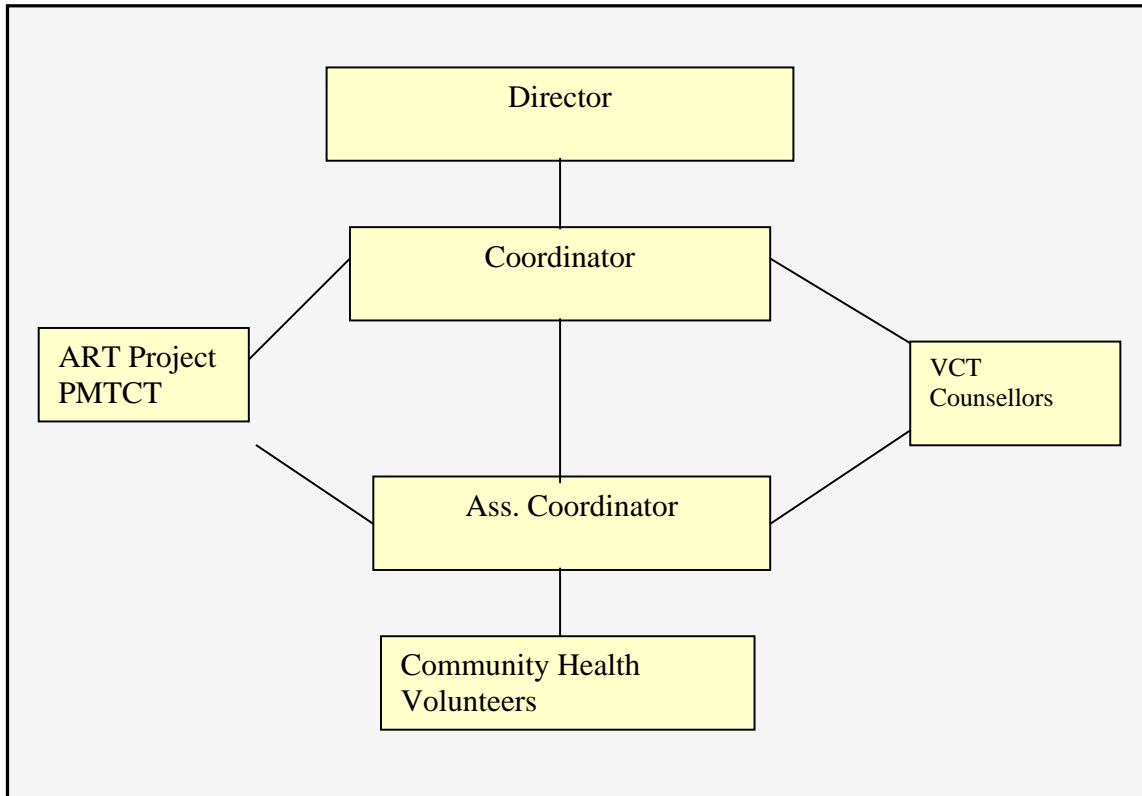 Director
Coordinator
ART Project
PMTCT
VCT
Counsellors
Ass. Coordinator
Community Health
Volunteers